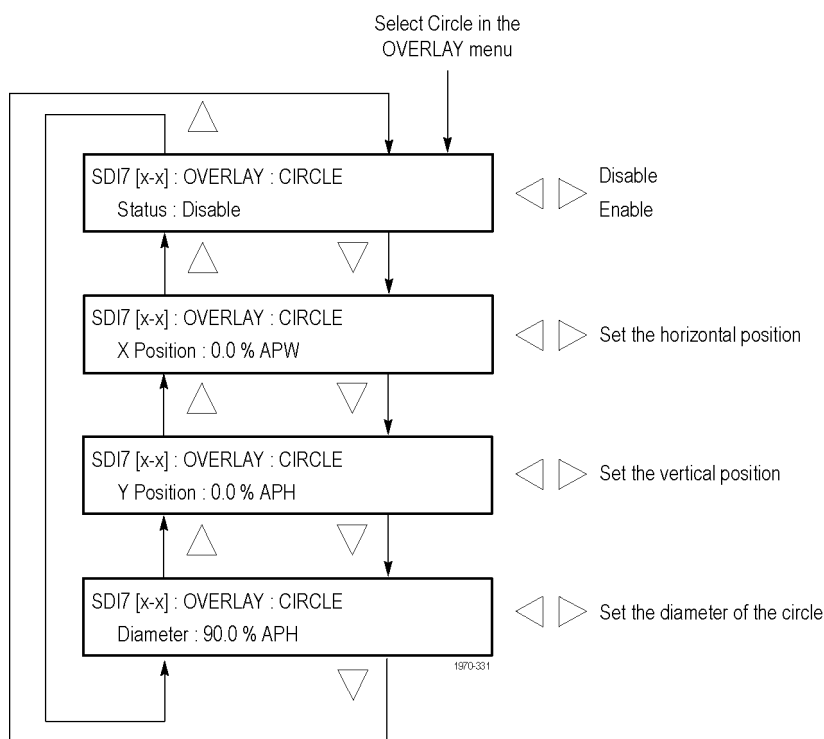 Select Circle in the
OVERLAY menu
SDI7 [x-x] : OVERLAY : CIRCLE
Status : Disable
Disable
Enable
SDI7 [x-x] : OVERLAY : CIRCLE
X Position : 0.0 % APW
Set the horizontal position
SDI7 [x-x] : OVERLAY : CIRCLE
Y Position : 0.0 % APH
Set the vertical position
SDI7 [x-x] : OVERLAY : CIRCLE
Diameter : 90.0 % APH
Set the diameter of the circle
1970-331